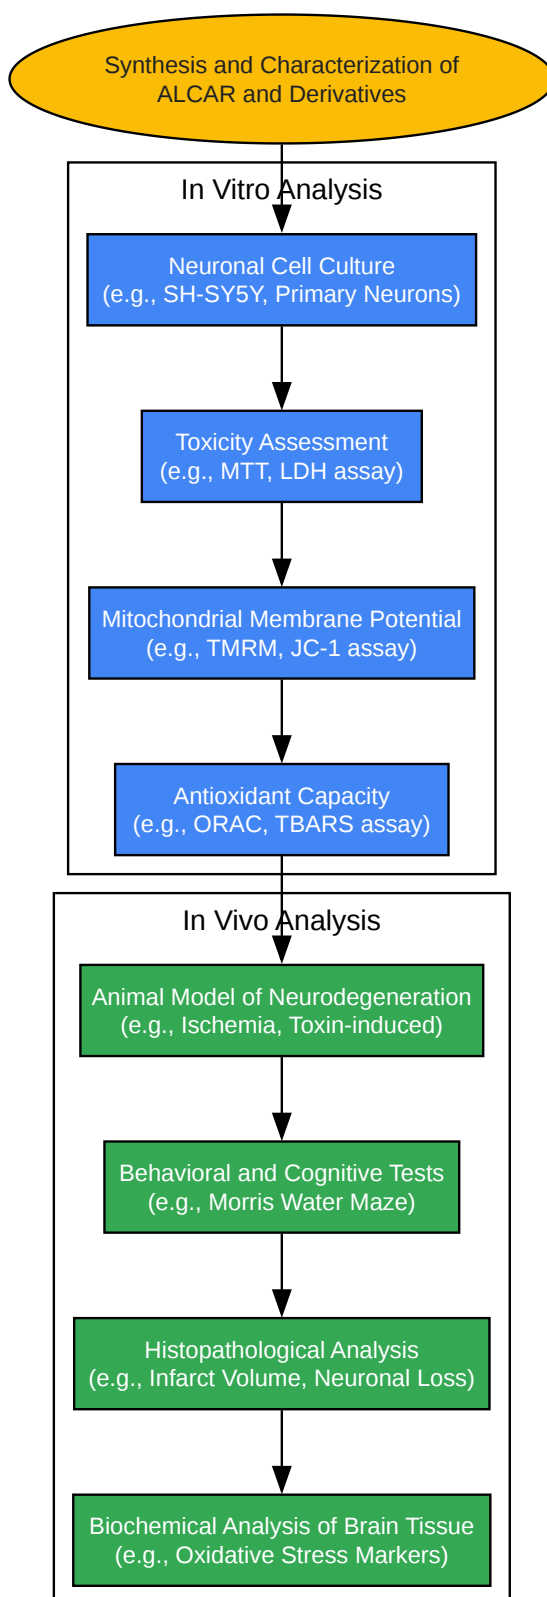 Synthesis and Characterization of
ALCAR and Derivatives
In Vitro Analysis
Neuronal Cell Culture
(e.g., SH-SY5Y, Primary Neurons)
Toxicity Assessment
(e.g., MTT, LDH assay)
Mitochondrial Membrane Potential
(e.g., TMRM, JC-1 assay)
Antioxidant Capacity
(e.g., ORAC, TBARS assay)
In Vivo Analysis
Animal Model of Neurodegeneration
(e.g., Ischemia, Toxin-induced)
Behavioral and Cognitive Tests
(e.g., Morris Water Maze)
Histopathological Analysis
(e.g., Infarct Volume, Neuronal Loss)
Biochemical Analysis of Brain Tissue
(e.g., Oxidative Stress Markers)